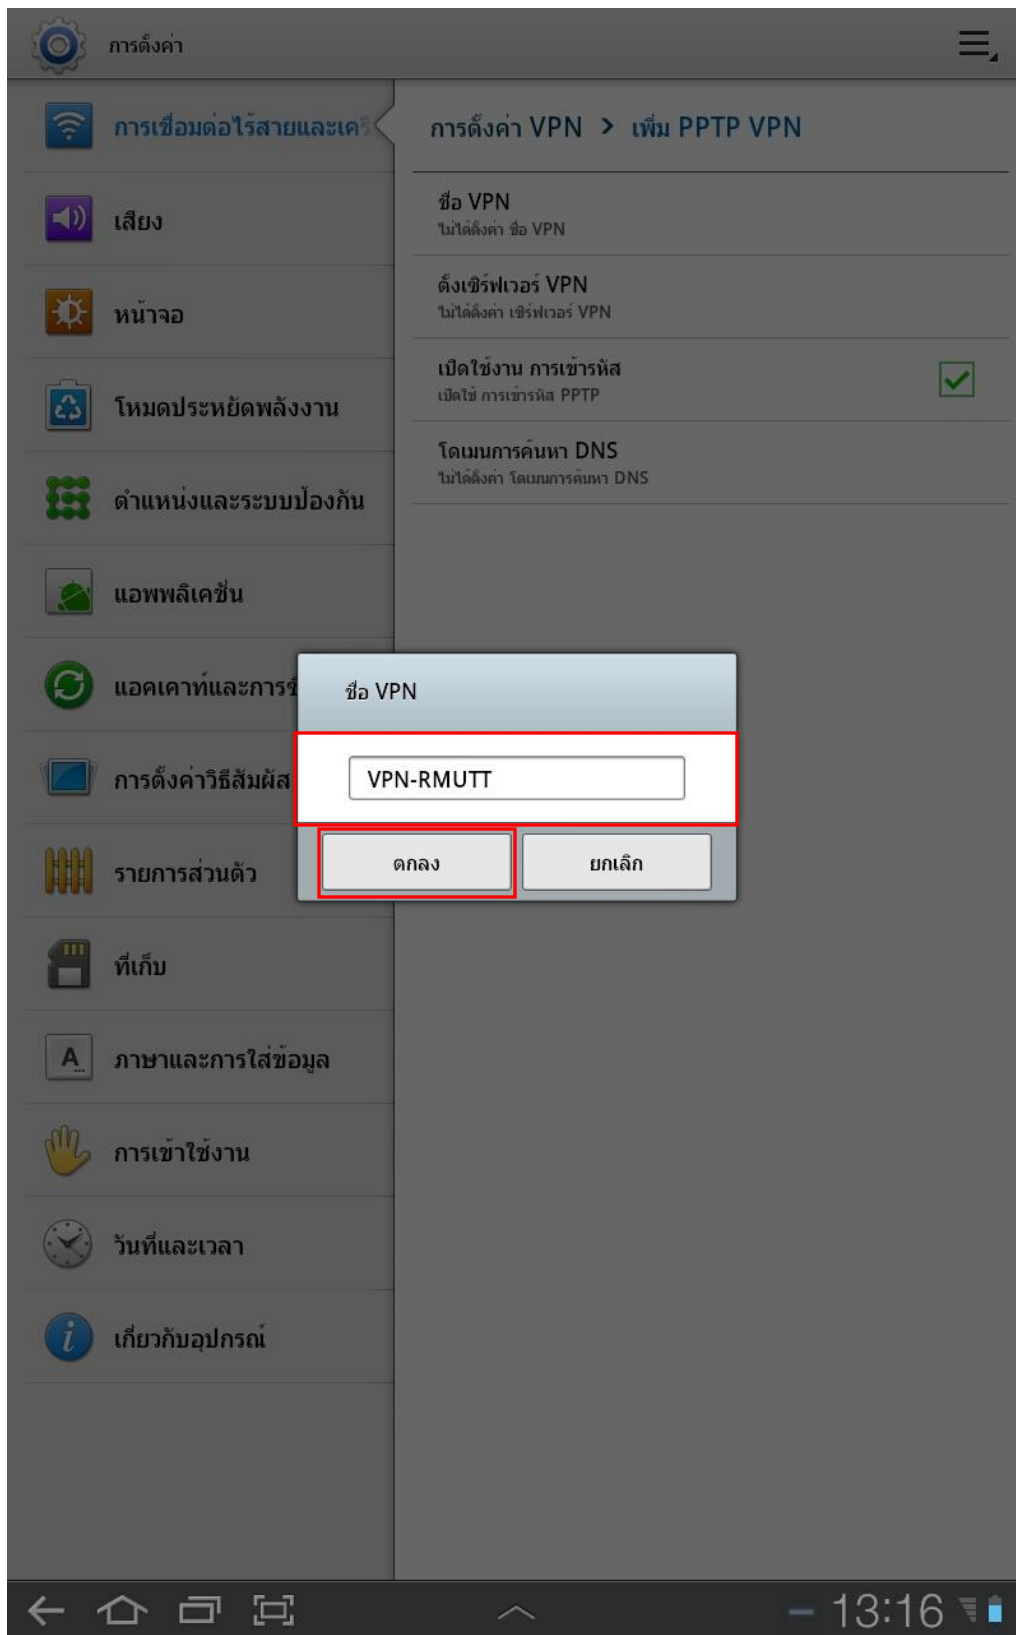 การตั้งค่า
การเชื่อมต่อไร้สายและเครื
เสียง
หน้าจอ
โหมดประหยัดพลังงาน
ตำแหน่งและระบบป้องกัน
แอพพลิเคชั่น
แอคเคาท์และการซ
การตั้งค่าวิธีสัมผัส
รายการส่วนตัว
ที่เก็บ
ภาษาและการใส่ข้อมูล
การเข้าใช้งาน
วันที่และเวลา
เกี่ยวกับอุปกรณ์
การตั้งค่า VPN > เพิ่ม PPTP VPN
ชื่อ VPN
ไม่ได้ตั้งค่า ชื่อ VPN
ตั้งเซิร์ฟเวอร์ VPN
ไม่ได้ตั้งค่า เซิร์ฟเวอร์ VPN
เปิดใช้งาน การเข้ารหัส
เปิดใช้ การเข้ารหัส PPTP
โดเมนการค้นหา DNS
ไม่ได้ตั้งค่า โดเมนการค้นหา DNS
ชื่อ VPN
VPN-RMUTT
ตกลง
ยกเลิก
A...
13:16